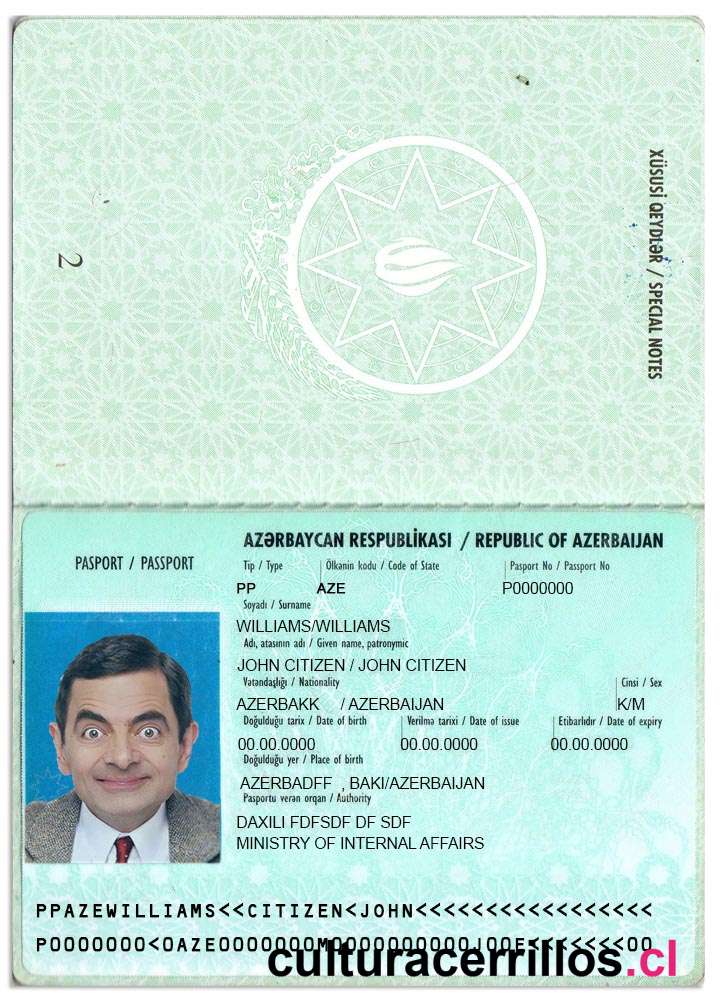 2
XÜSUSİ QEYDLƏR / SPECIAL NOTES
AZƏRBAYCAN RESPUBLİKASI / REPUBLIC OF AZERBAIJAN
PASPORT / PASSPORT
Tip / Type Ölkənin kodu / Code of State Pasport No / Passport No
PP AZE P0000000
Soyadı / Surname
WILLIAMS/WILLIAMS
Adı, atasının adı / Given name, patronymic
JOHN CITIZEN / JOHN CITIZEN
Vətəndaşlığı / Nationality Cinsi / Sex
AZERBAKK / AZERBAIJAN K/M
Doğulduğu tarix / Date of birth Verilmə tarixi / Date of issue Etibarlıdır / Date of expiry
00.00.0000 00.00.0000 00.00.0000
Doğulduğu yer / Place of birth
AZERBADFF , BAKI/AZERBAIJAN
Pasportu verən orqan / Authority
DAXILI FDFSDF DF SDF
MINISTRY OF INTERNAL AFFAIRS
PPAZEWILLIAMS<<CITIZEN<JOHN<<<<<<<<<<<<<<<<<
culturacerrillos.cl